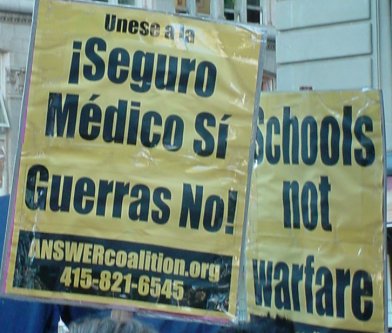 Unese a la
¡Seguro
Médico Sí
Guerras No!
ANSWERcoalition.org
415-821-6545
Schools
not
warfare